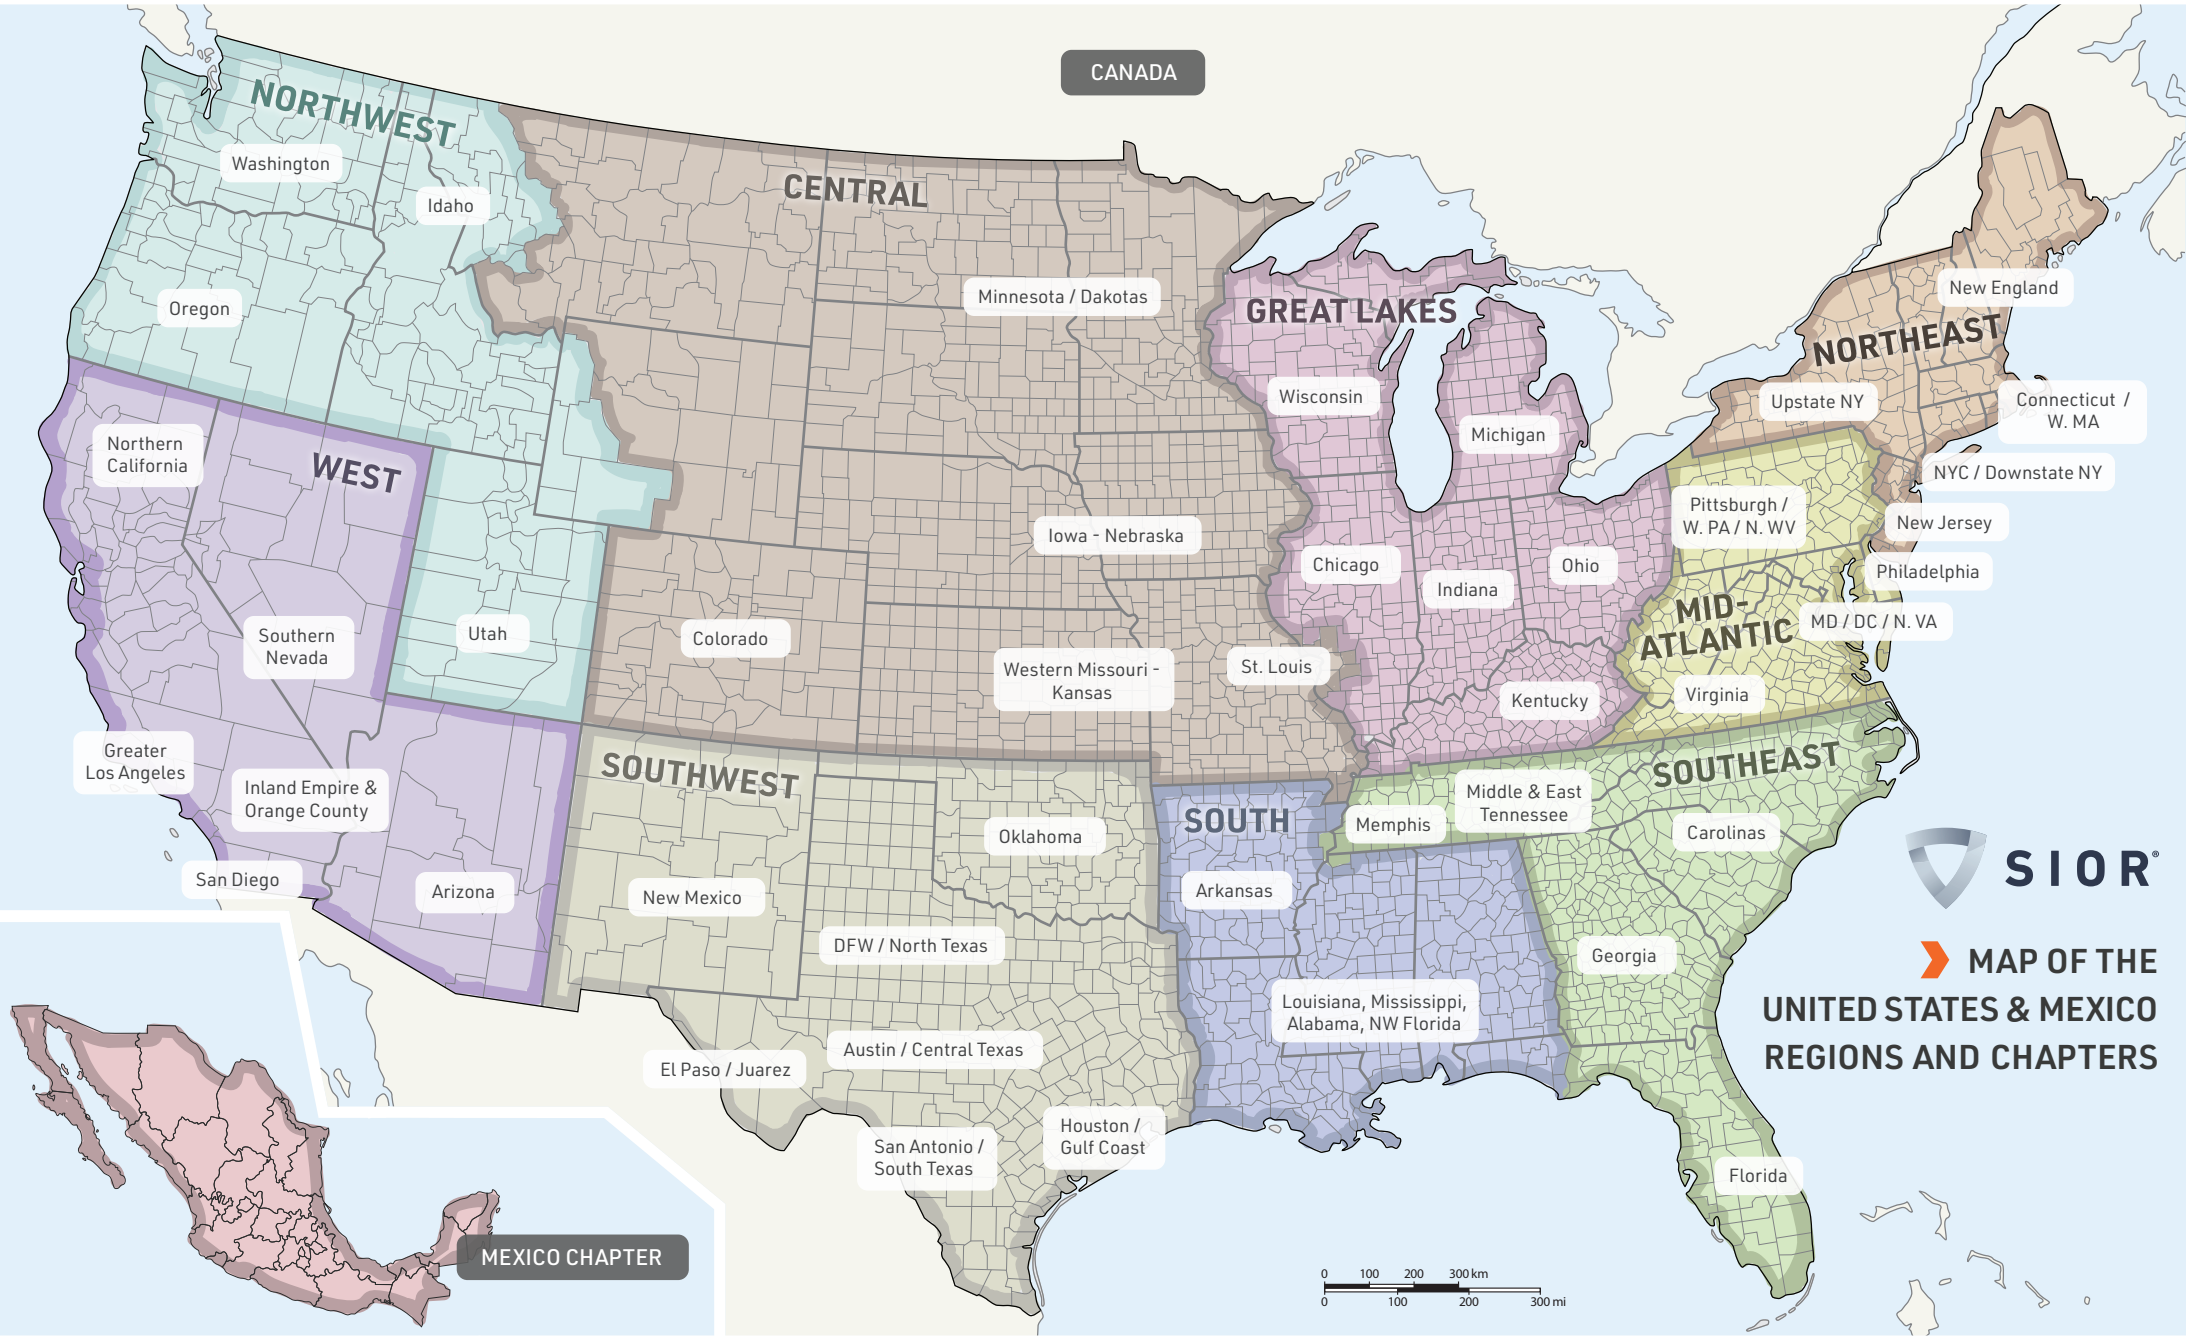 CANADA
NORTHWEST
Washington
Idaho
Oregon
CENTRAL
Minnesota / Dakotas
GREAT LAKES
Wisconsin
Michigan
New England
NORTHEAST
Upstate NY
Connecticut /
W. MA
NYC / Downstate NY
New Jersey
Philadelphia
Pittsburgh /
W. PA / N. WV
MID-
ATLANTIC
MD / DC / N. VA
Virginia
Northern
California
WEST
Southern
Nevada
Utah
Colorado
Iowa - Nebraska
Western Missouri -
Kansas
St. Louis
Chicago
Indiana
Ohio
Kentucky
Greater
Los Angeles
Inland Empire &
Orange County
San Diego
Arizona
SOUTHWEST
New Mexico
Oklahoma
DFW / North Texas
Austin / Central Texas
El Paso / Juarez
San Antonio /
South Texas
Houston /
Gulf Coast
SOUTH
Arkansas
Louisiana, Mississippi,
Alabama, NW Florida
Memphis
Middle & East
Tennessee
SOUTHEAST
Carolinas
Georgia
Florida
SIOR®
MAP OF THE
UNITED STATES & MEXICO
REGIONS AND CHAPTERS
MEXICO CHAPTER
0 100 200 300 km
0 100 200 300 mi